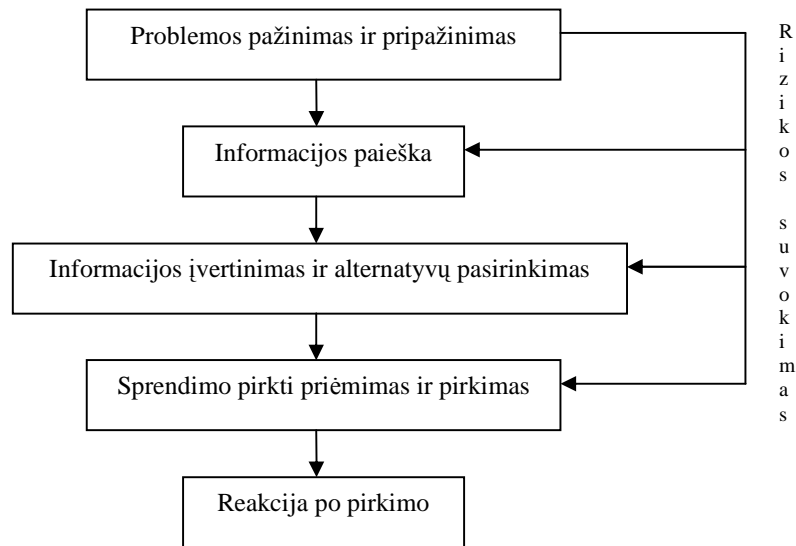 Problemos pažinimas ir pripažinimas
Informacijos paieška
Informacijos įvertinimas ir alternatyvų pasirinkimas
Sprendimo pirkti priėmimas ir pirkimas
Reakcija po pirkimo
Rizikos suvokimas